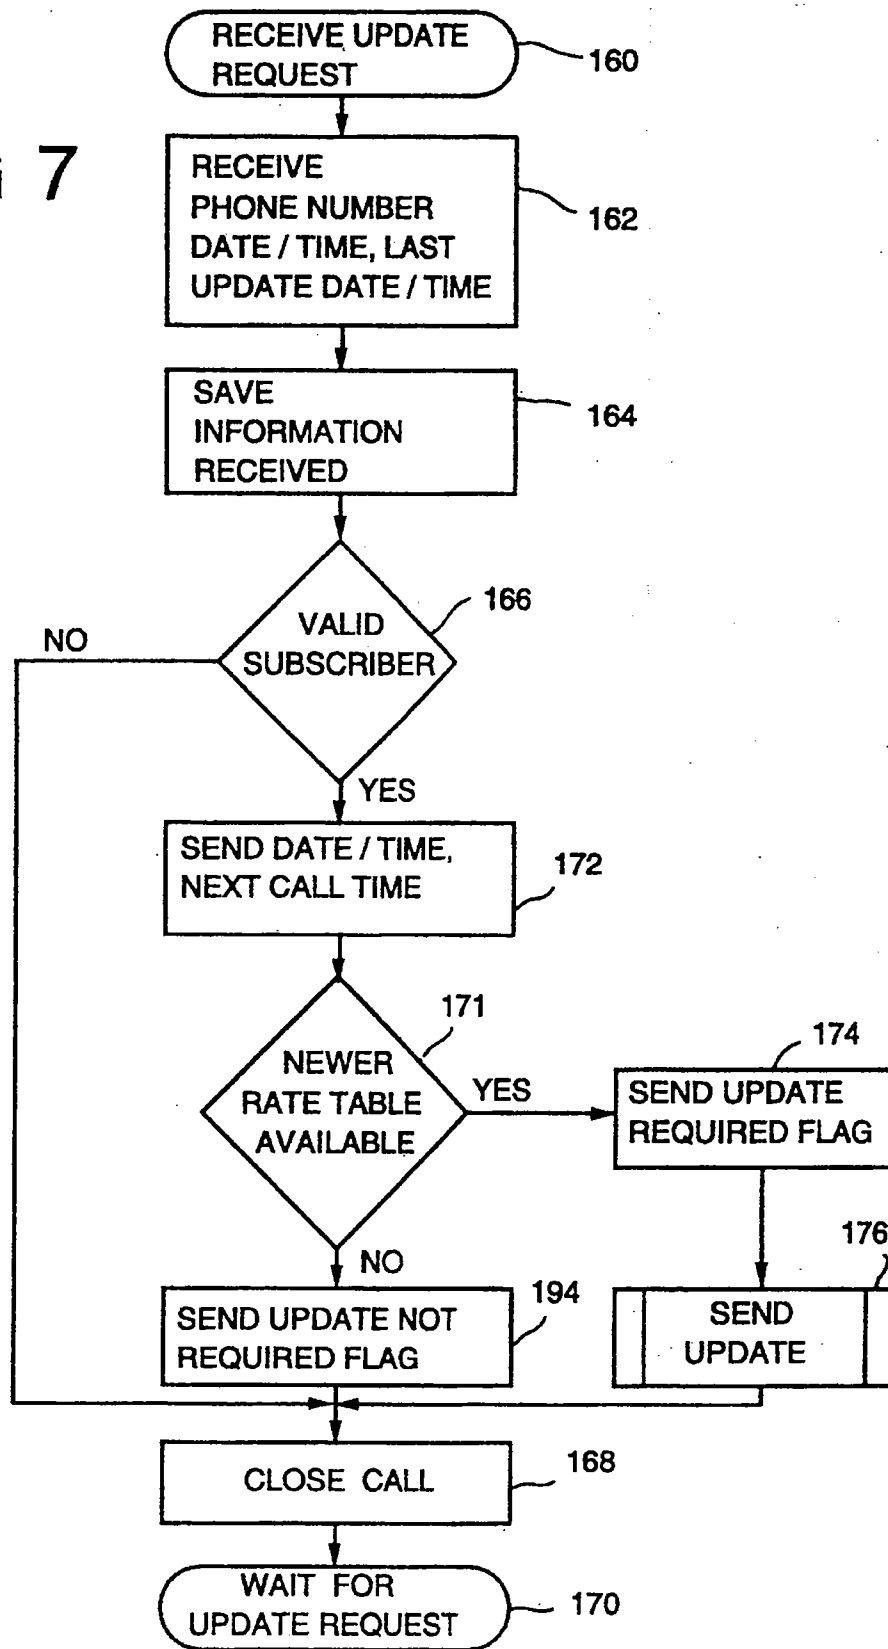 RECEIVE UPDATE
REQUEST
160
7
RECEIVE
PHONE NUMBER
DATE / TIME, LAST
UPDATE DATE / TIME
162
SAVE
INFORMATION
RECEIVED
164
VALID
SUBSCRIBER
166
NO
YES
SEND DATE / TIME,
NEXT CALL TIME
172
NEWER
RATE TABLE
AVAILABLE
171
YES
174
SEND UPDATE
REQUIRED FLAG
NO
176
SEND UPDATE NOT
REQUIRED FLAG
194
SEND
UPDATE
CLOSE CALL
168
WAIT FOR
UPDATE REQUEST
170